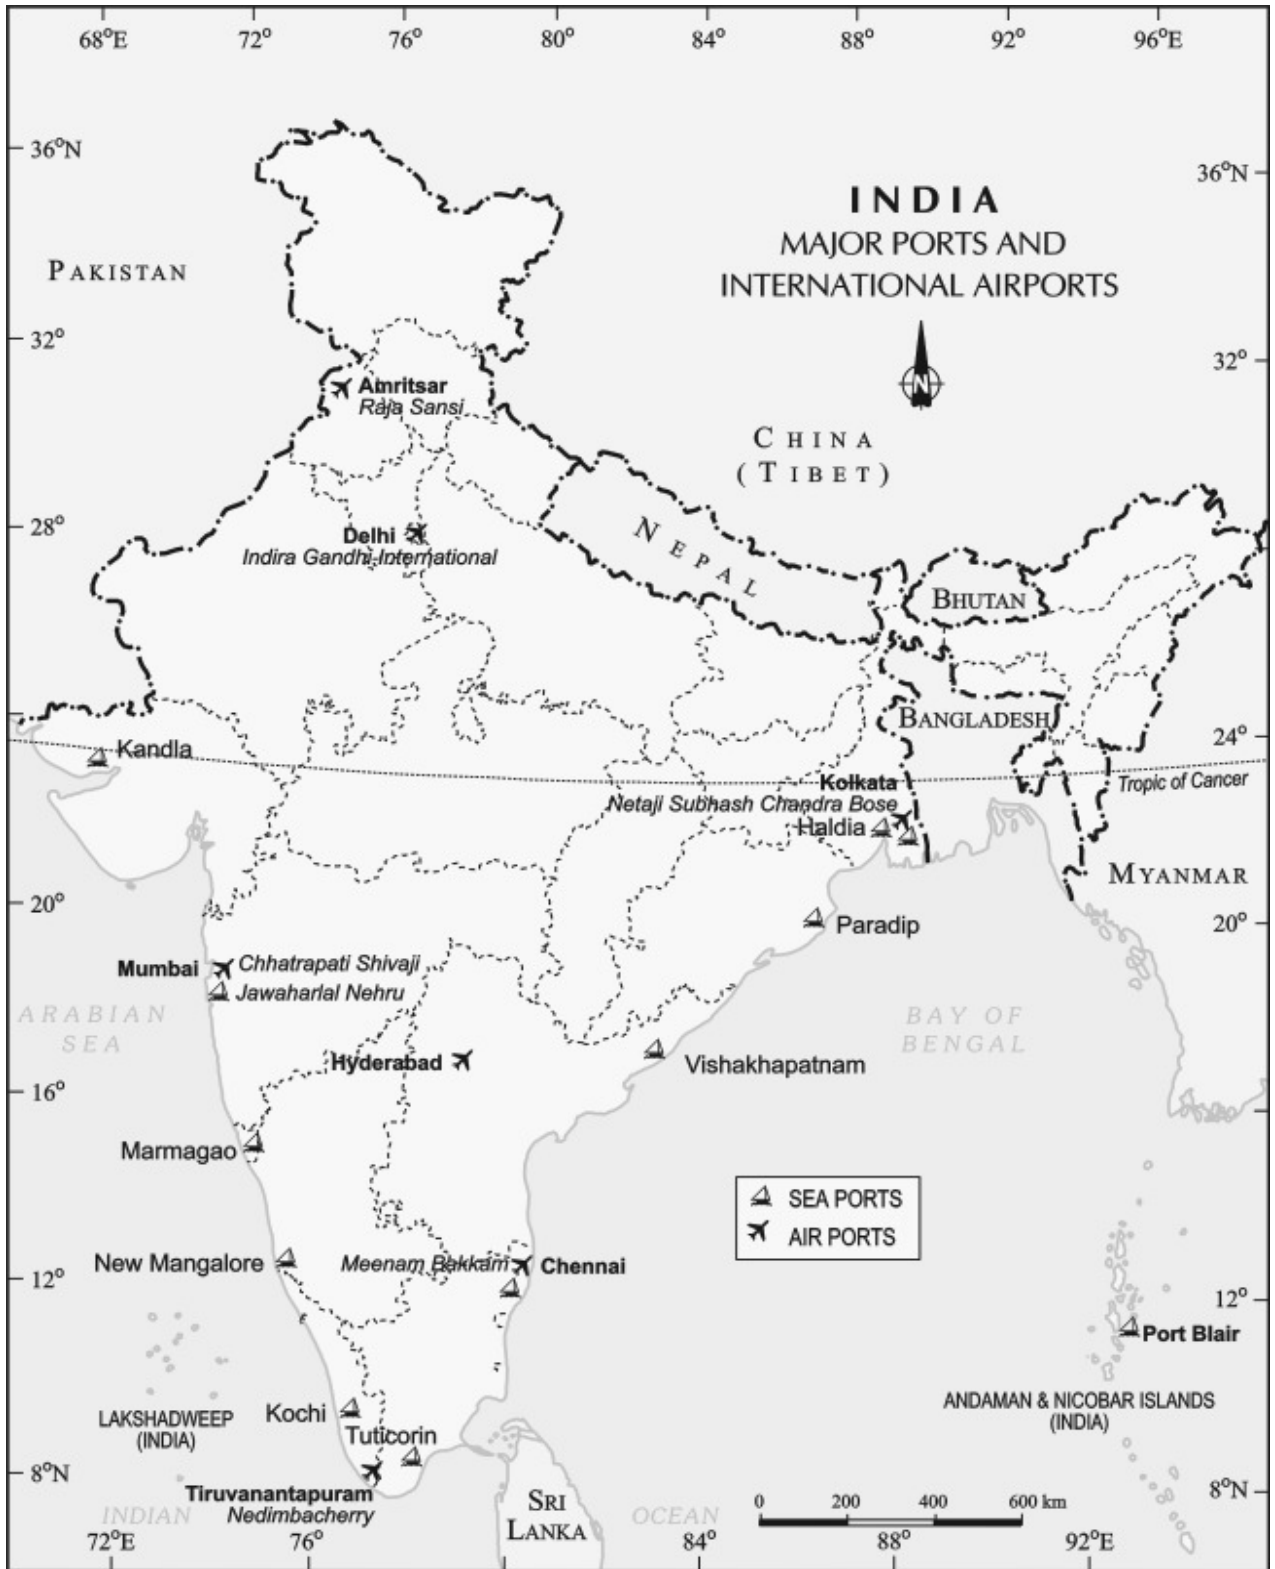 68°E 72° 76° 80° 84° 88° 92° 96°E
36°N
36°N
INDIA
MAJOR PORTS AND
INTERNATIONAL AIRPORTS
PAKISTAN
32°
32°
N
Amritsar
Raja Sansi
CHINA
(TIBET)
28°
NEPAL
Delhi
Indira Gandhi International
BHUTAN
BANGLADESH
24°
Kandla
Tropic of Cancer
Kolkata
Netaji Subhash Chandra Bose
Haldia
MYANMAR
20°
20°
Paradip
Mumbai
Chhatrapati Shivaji
Jawaharlal Nehru
ARABIAN
SEA
BAY OF
BENGAL
Hyderabad
Vishakhapatnam
16°
Marmagao
SEA PORTS
AIR PORTS
New Mangalore
Meenam Bakkam
Chennai
12°
12°
Port Blair
LAKSHADWEEP
(INDIA)
Kochi
Tuticorin
ANDAMAN & NICOBAR ISLANDS
(INDIA)
8°N
8°N
Tiruvanantapuram
Nedimbacherry
SRI
LANKA
INDIAN OCEAN
0 200 400 600 km
72°E 76° 84° 88° 92°E